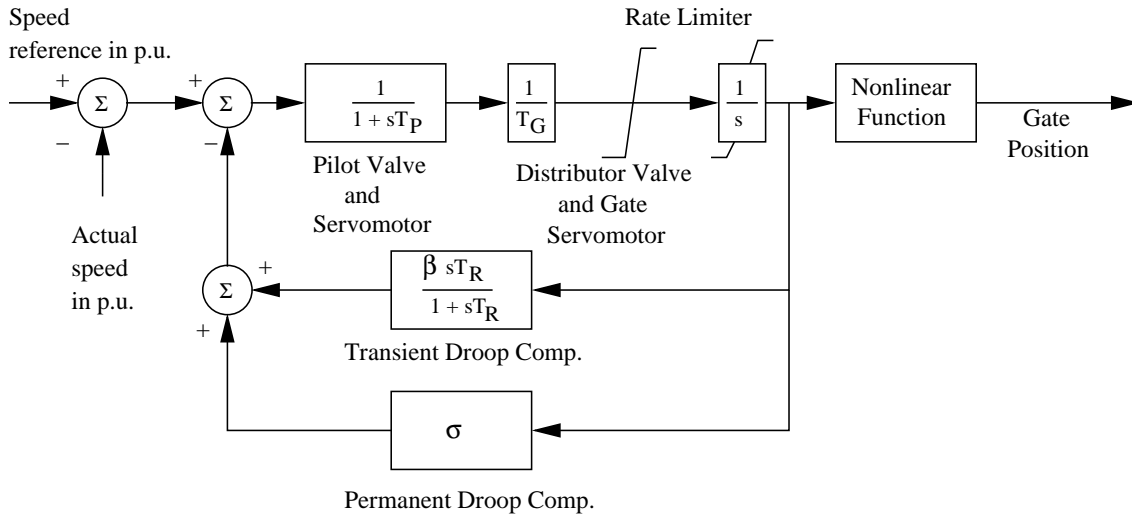 Speed
reference in p.u.
Rate Limiter
+
−
Σ
+
−
Σ
1
1 + sT_P
1
T_G
1
s
Nonlinear
Function
Gate
Position
Pilot Valve
and
Servomotor
Distributor Valve
and Gate
Servomotor
Actual
speed
in p.u.
Σ
+
+
β sT_R
1 + sT_R
Transient Droop Comp.
σ
Permanent Droop Comp.